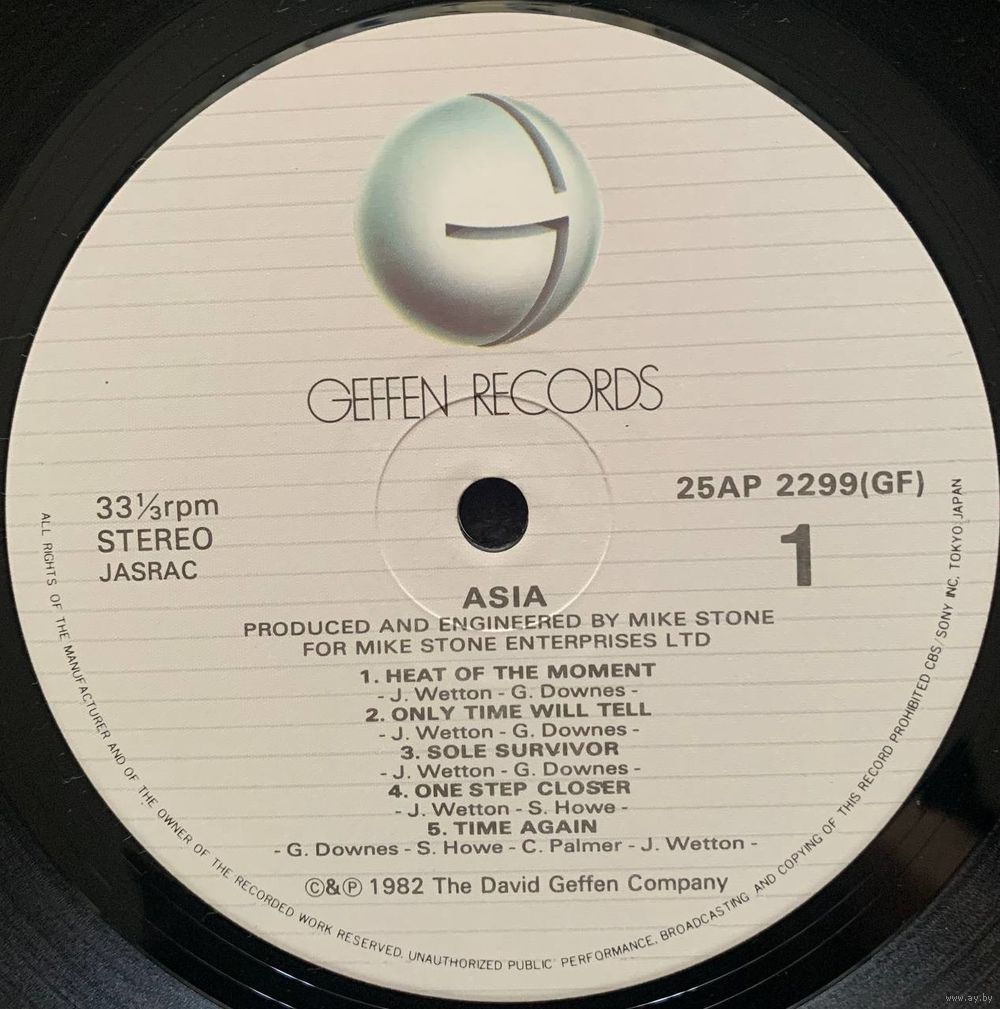 GEFFEN RECORDS
33⅓rpm
STEREO
JASRAC
25AP 2299(GF)
1
ASIA
PRODUCED AND ENGINEERED BY MIKE STONE
FOR MIKE STONE ENTERPRISES LTD
1. HEAT OF THE MOMENT
- J. Wetton - G. Downes -
2. ONLY TIME WILL TELL
- J. Wetton - G. Downes -
3. SOLE SURVIVOR
- J. Wetton - G. Downes -
4. ONE STEP CLOSER
- J. Wetton - S. Howe -
5. TIME AGAIN
- G. Downes - S. Howe - C. Palmer - J. Wetton -
Ⓒ&Ⓟ 1982 The David Geffen Company
ALL RIGHTS OF THE MANUFACTURER AND OF THE OWNER OF THE RECORDED WORK RESERVED. UNAUTHORIZED PUBLIC PERFORMANCE, BROADCASTING AND COPYING OF THIS RECORD PROHIBITED CBS/SONY INC, TOKYO JAPAN
www.ay.by